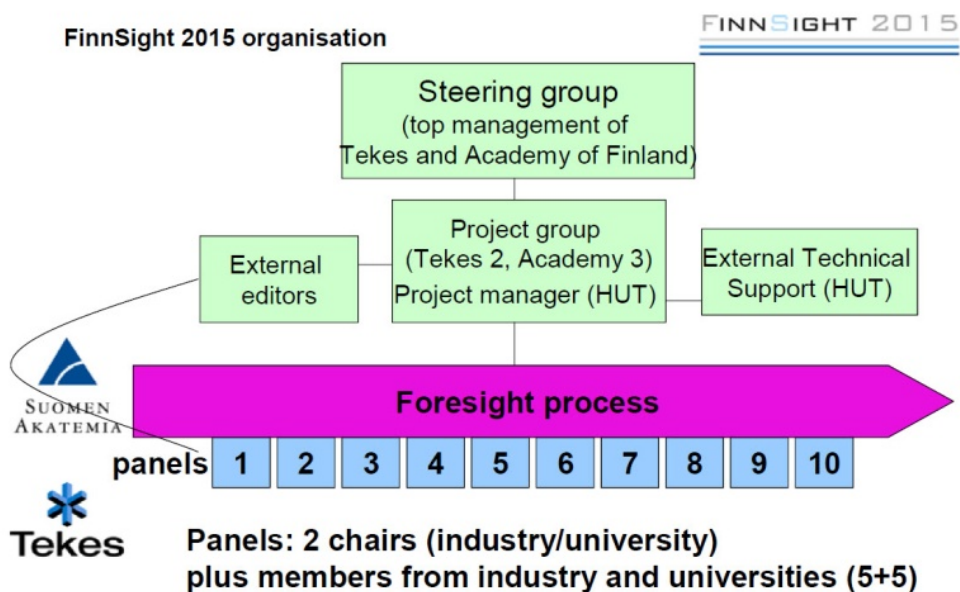 FinnSight 2015 organisation
FINNSIGHT 2015
Steering group
(top management of
Tekes and Academy of Finland)
Project group
(Tekes 2, Academy 3)
Project manager (HUT)
External
editors
External Technical
Support (HUT)
SUOMEN
AKATEMIA
Foresight process
panels 1 2 3 4 5 6 7 8 9 10
Tekes
Panels: 2 chairs (industry/university)
plus members from industry and universities (5+5)